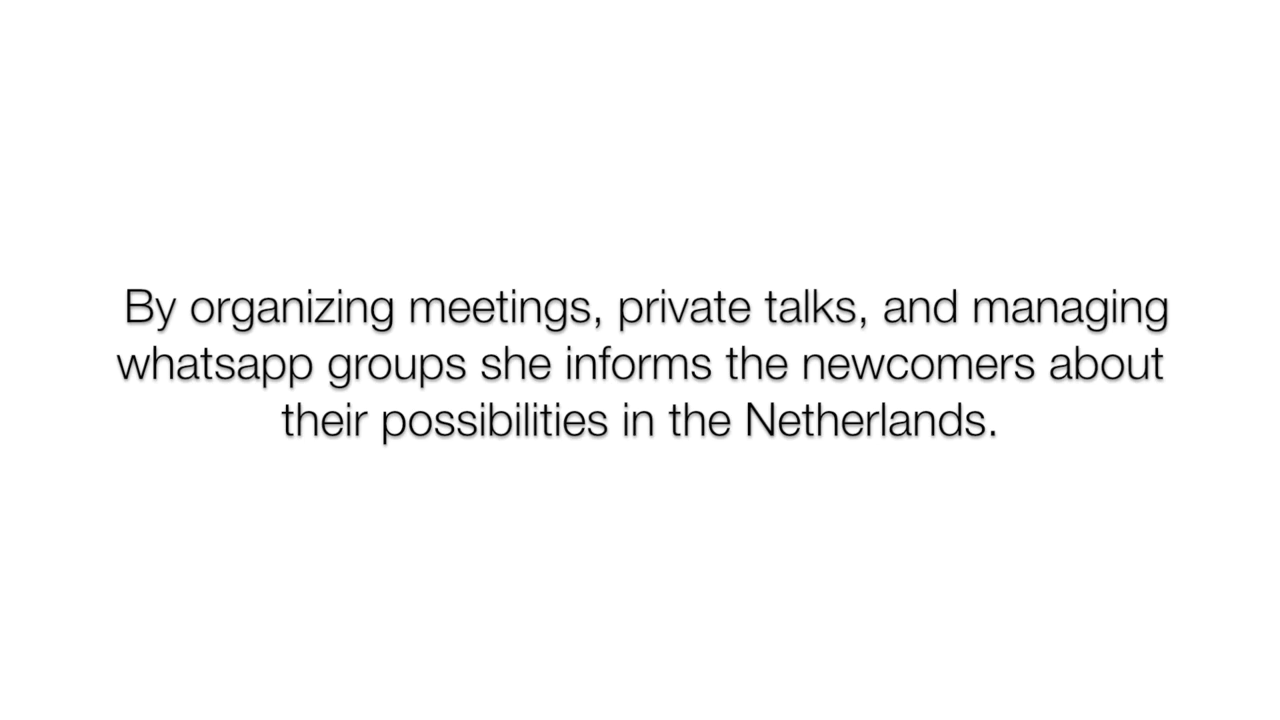 By organizing meetings, private talks, and managing
whatsapp groups she informs the newcomers about
their possibilities in the Netherlands.